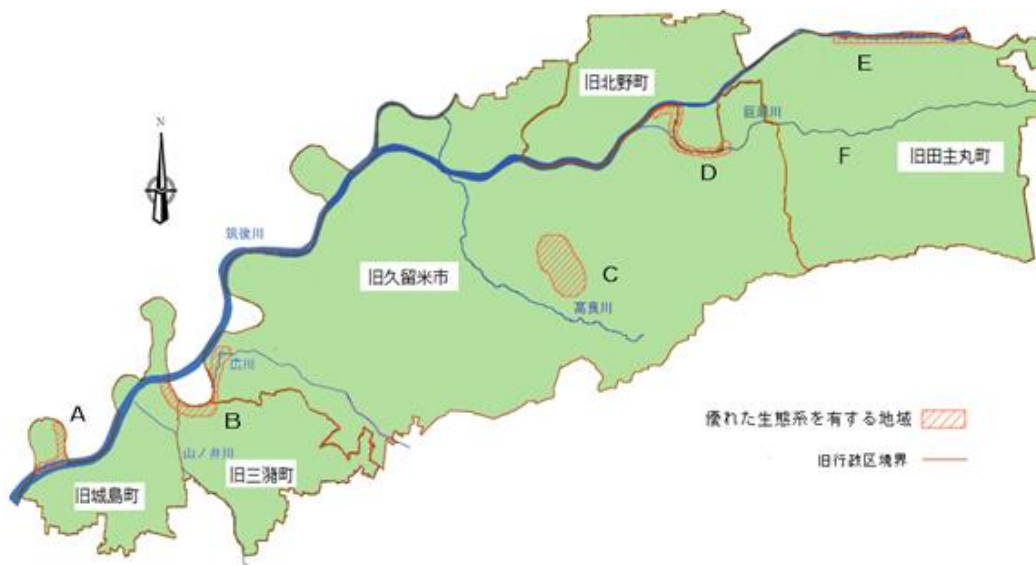 N
E
旧北野町
巨瀬川
F
旧田主丸町
D
筑後川
旧久留米市
C
高良川
広川
A
B
優れた生態系を有する地域
山ノ井川
旧三潴町
旧行政区境界
旧城島町